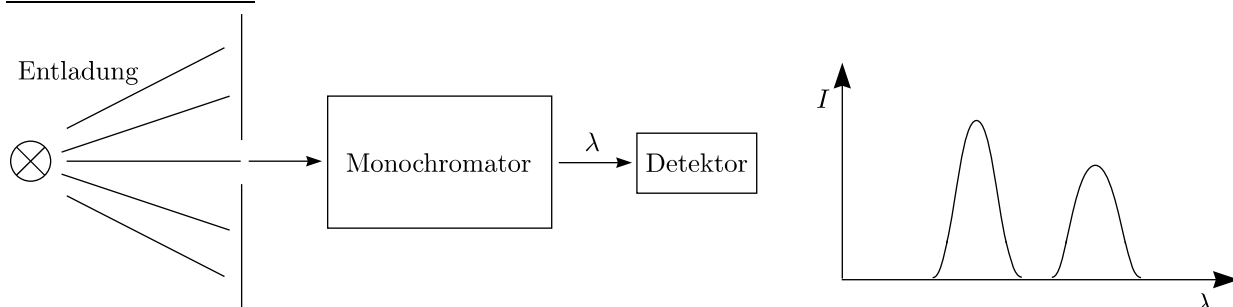 Entladung
Monochromator
λ
Detektor
I
λ